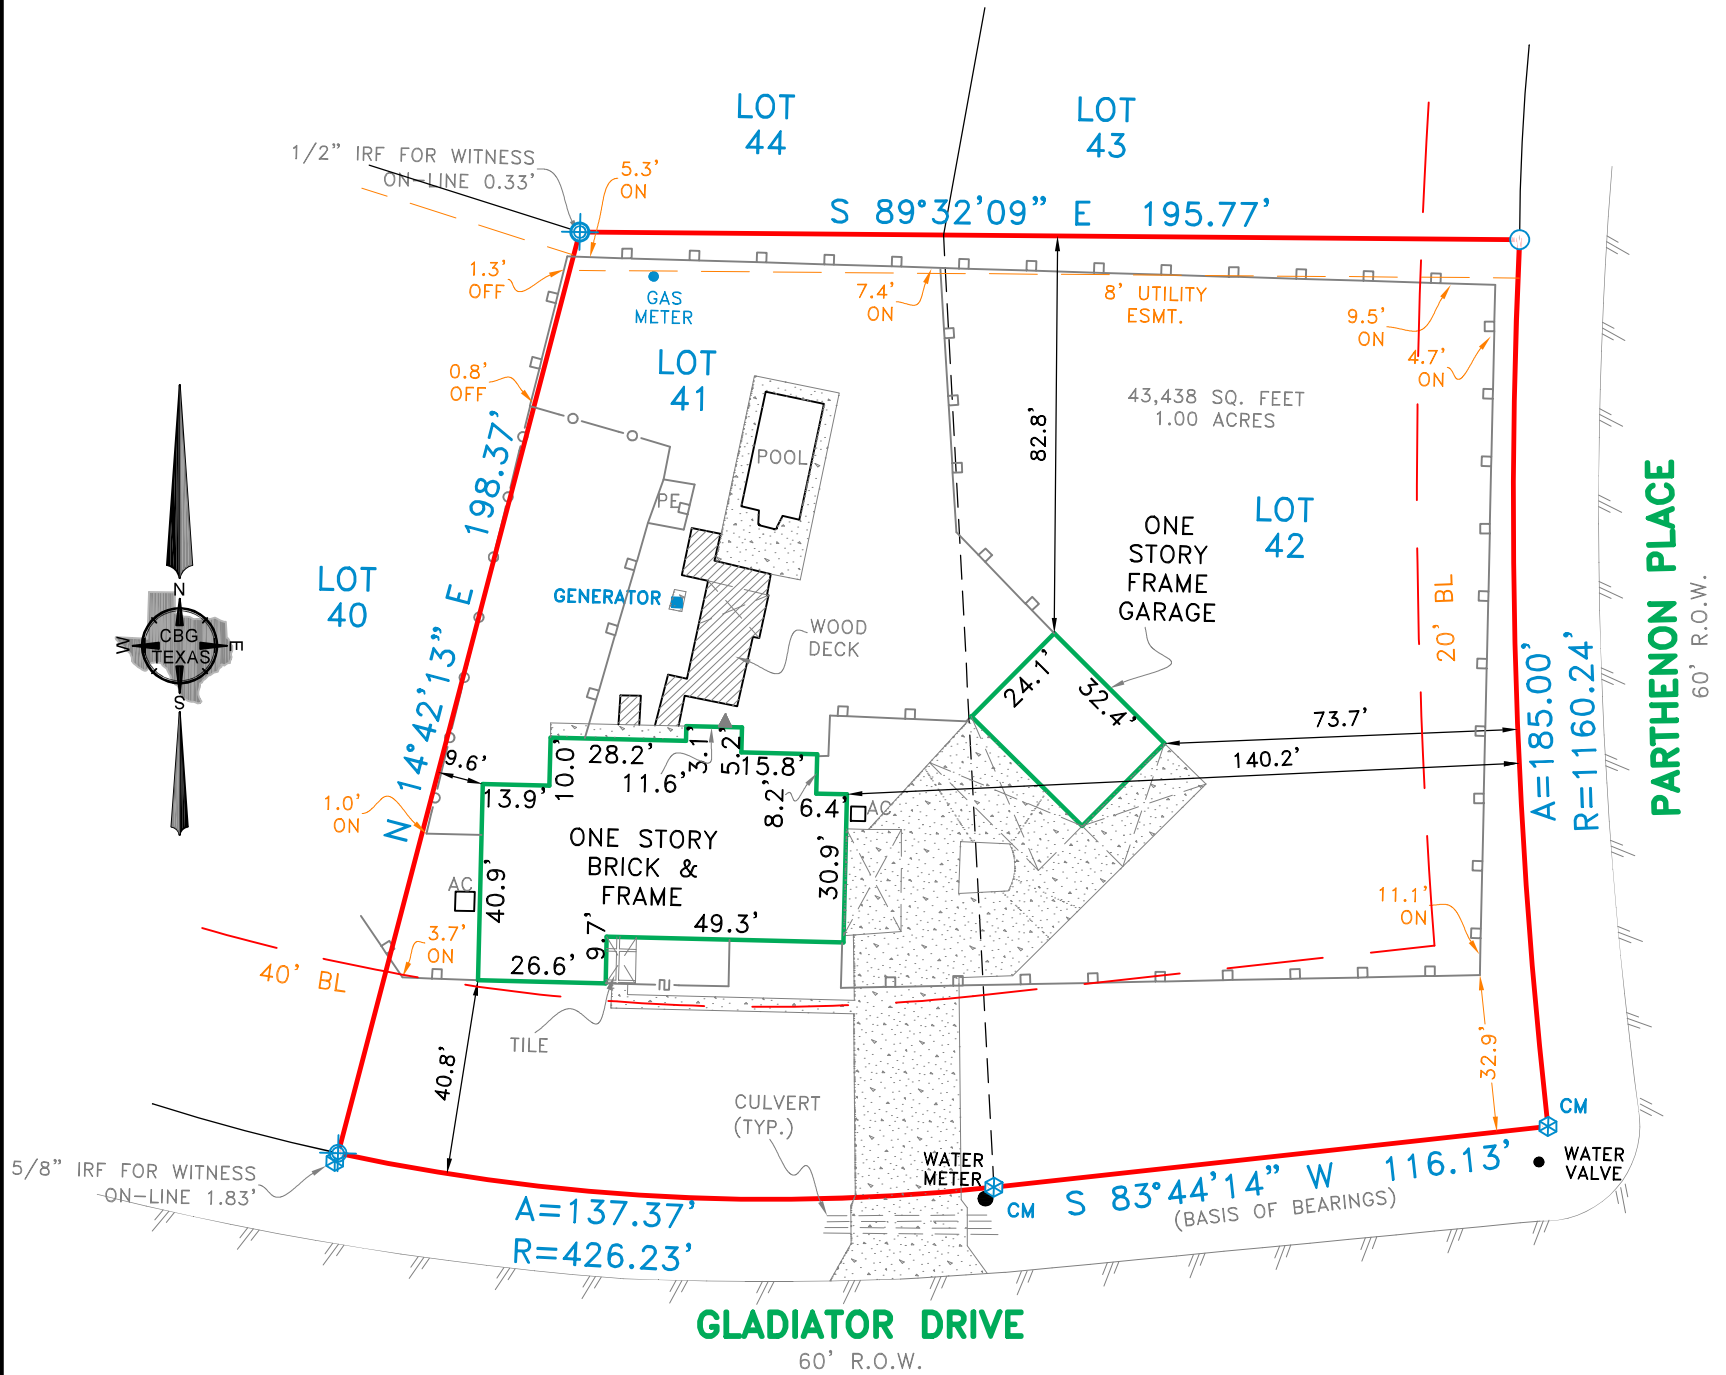 LOT
44
LOT
43
1/2" IRF FOR WITNESS
ON-LINE 0.33'
5.3'
ON
S 89°32'09" E 195.77'
1.3'
OFF
GAS
METER
7.4'
ON
8' UTILITY
ESMT.
9.5'
ON
4.7'
ON
0.8'
OFF
LOT
41
43,438 SQ. FEET
1.00 ACRES
82.8'
POOL
PE
N 14°42'13" E 198.37'
LOT
42
ONE
STORY
FRAME
GARAGE
LOT
40
GENERATOR
WOOD
DECK
20' BL
PARTHENON PLACE
60' R.O.W.
A=185.00'
R=1160.24'
N
W
E
S
CBG
TEXAS
24.1'
32.4'
73.7'
140.2'
9.6'
13.9'
10.0'
28.2'
11.6'
3.1'
5.2'
15.8'
8.2'
6.4'
AC
1.0'
ON
ONE STORY
BRICK &
FRAME
30.9'
AC
40.9'
49.3'
9.7'
26.6'
3.7'
ON
11.1'
ON
40' BL
TILE
40.8'
32.9'
CULVERT
(TYP.)
CM
WATER
VALVE
WATER
METER
CM
5/8" IRF FOR WITNESS
ON-LINE 1.83'
S 83°44'14" W 116.13'
(BASIS OF BEARINGS)
A=137.37'
R=426.23'
GLADIATOR DRIVE
60' R.O.W.